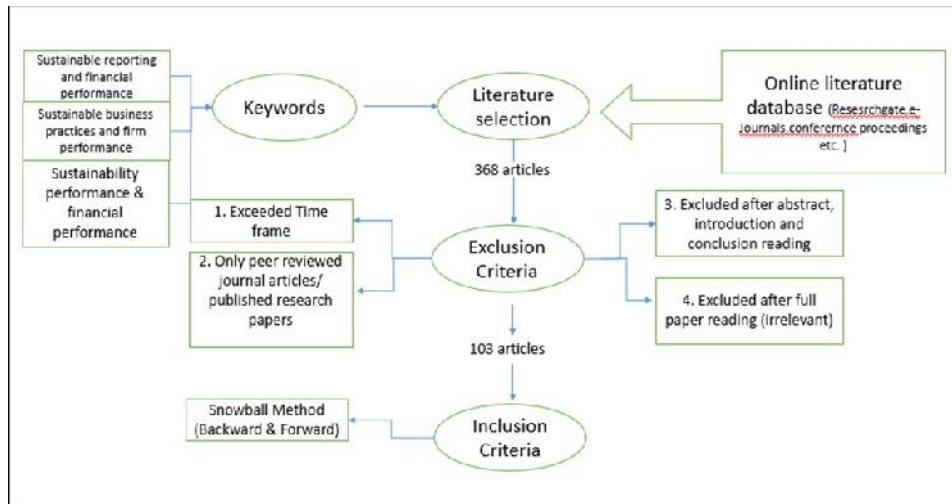 Sustainable reporting
and financial
performance
Sustainable business
practices and firm
performance
Sustainability
performance &
financial
performance
Keywords
Literature
selection
Online literature
database (Resesrchgate,e-
Journals,conferernce proceedings
etc. )
368 articles
1. Exceeded Time
frame
2. Only peer reviewed
journal articles/
published research
papers
Exclusion
Criteria
3. Excluded after abstract,
introduction and
conclusion reading
4. Excluded after full
paper reading (irrelevant)
103 articles
Snowball Method
(Backward & Forward)
Inclusion
Criteria